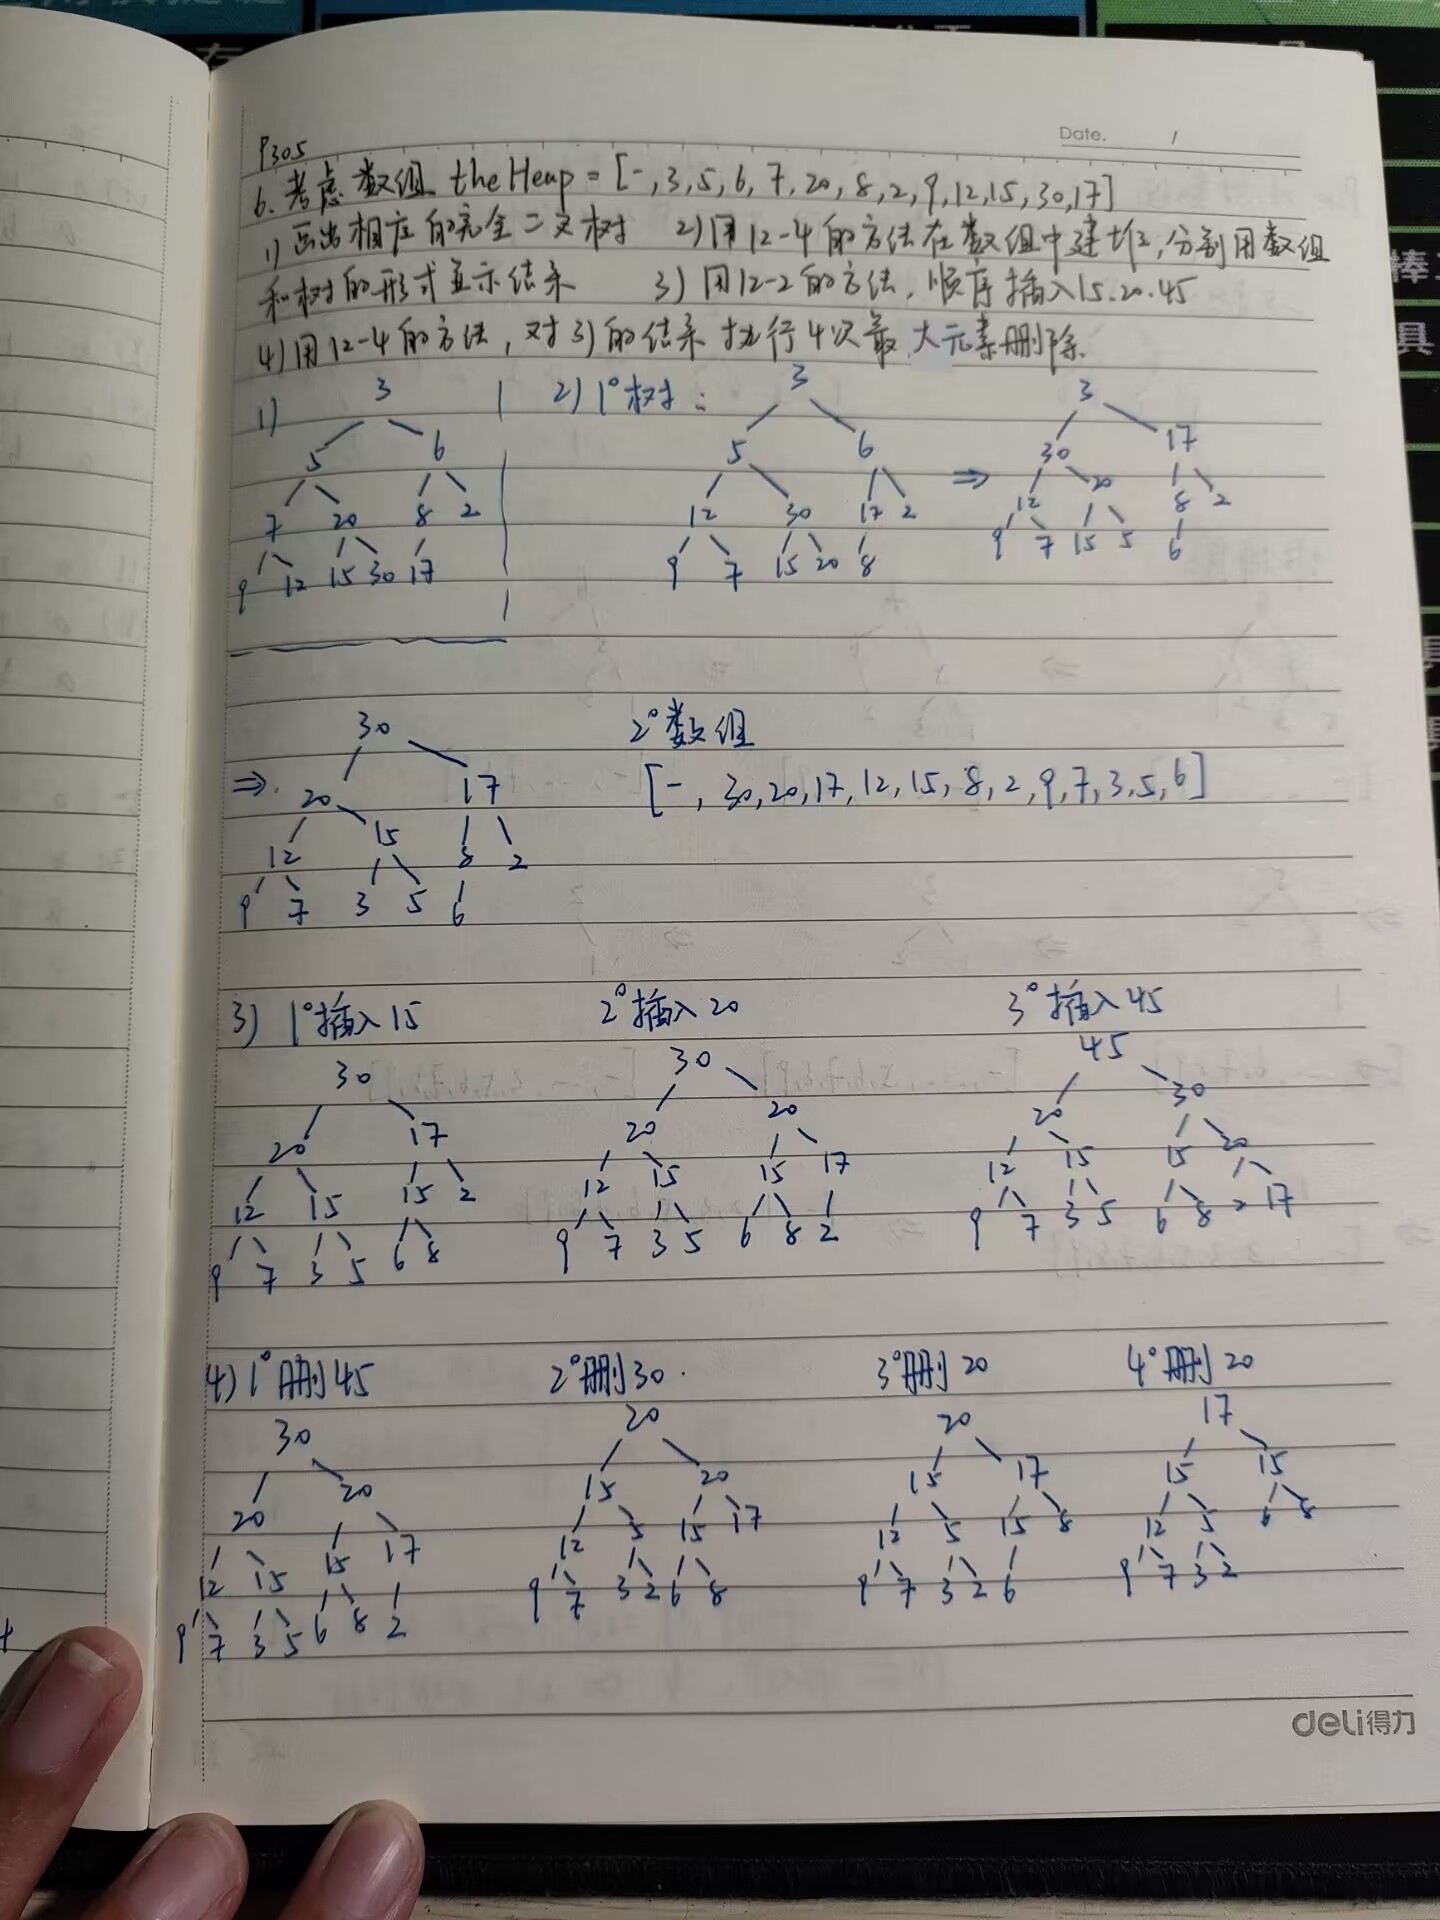 Date. 1
P305
6.考虑数组 theHeap = [-,3,5,6,7,20,8,2,9,12,15,30,17]
1)画出相应的完全二叉树 2)用12-4的方法在数组中建堆,分别用数组
和树的形式显示结果 3)用12-2的方法,顺序插入15.20.45
4)用12-4的方法,对3)的结果执行4次最大元素删除.
1) 2)1°树:
3 3 3
5 6 5 6 ⇒ 30 17
7 20 8 2 12 30 17 2 12 20 8 2
9 12 15 30 17 9 7 15 20 8 9 7 15 5 6
30 2°数组
⇒ 20 17 [-,30,20,17,12,15,8,2,9,7,3,5,6]
12 15 8 2
9 7 3 5 6
3) 1°插入15 2°插入20 3°插入45
30 30 45
20 17 20 20 20 30
12 15 15 2 12 15 15 17 12 15 15 20
9 7 3 5 6 8 9 7 3 5 6 8 2 9 7 3 5 6 8 2 17
4) 1°删45 2°删30. 3°删20 4°删20
30 20 20 17
20 20 15 20 15 17 15 15
12 15 15 17 12 5 15 17 12 5 15 8 12 5 6 8
9 7 3 5 6 8 2 9 7 3 2 6 8 9 7 3 2 6 9 7 3 2
deli得力